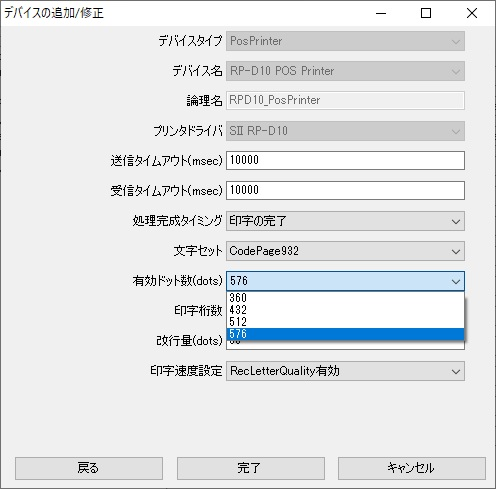 デバイスの追加/修正
デバイスタイプ PosPrinter
デバイス名 RP-D10 POS Printer
論理名 RPD10_PosPrinter
プリンタドライバ SII RP-D10
送信タイムアウト(msec) 10000
受信タイムアウト(msec) 10000
処理完成タイミング 印字の完了
文字セット CodePage932
有効ドット数(dots) 576
360
印字桁数 432
512
576
改行量(dots)
印字速度設定 RecLetterQuality有効
戻る 完了 キャンセル